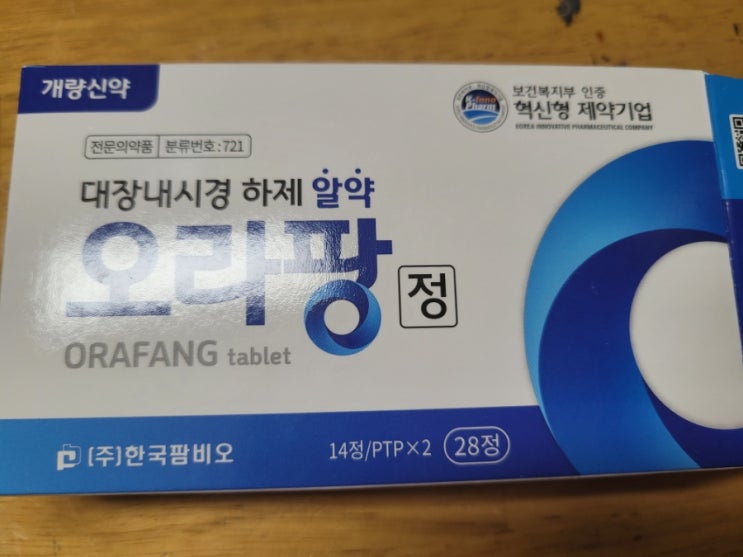 개량신약
보건복지부 인증
혁신형 제약기업
KOREA INNOVATIVE PHARMACEUTICAL COMPANY
K-Inno
Pharm
전문의약품 분류번호:721
대장내시경 하제 알약
오라팡 정
ORAFANG tablet
(주)한국팜비오
14정/PTP×2 28정